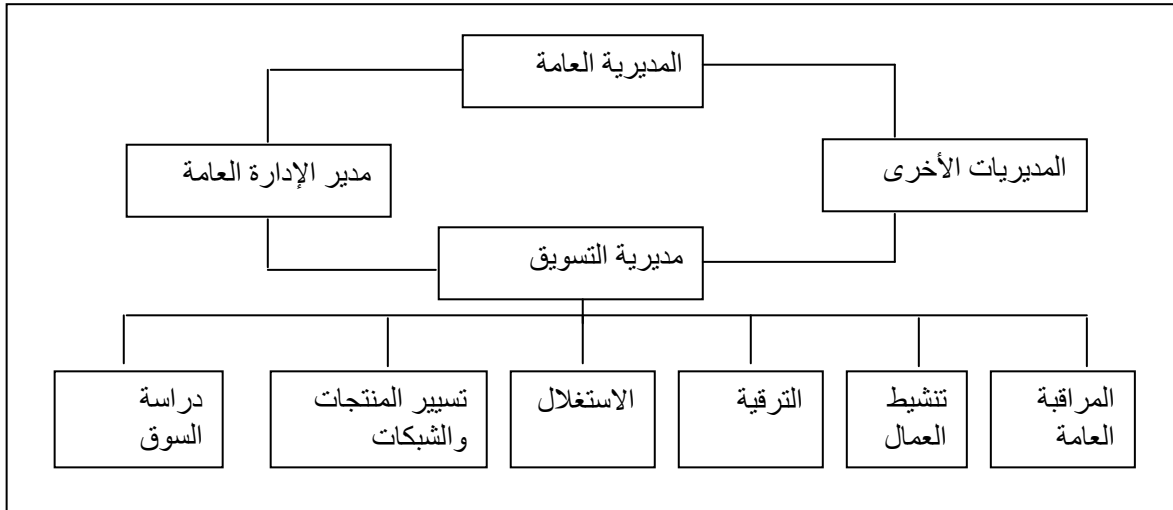 المديرية العامة
المديريات الأخرى
مدير الإدارة العامة
مديرية التسويق
المراقبة
العامة
تنشيط
العمال
الترقية
الاستغلال
تسيير المنتجات
والشبكات
دراسة
السوق